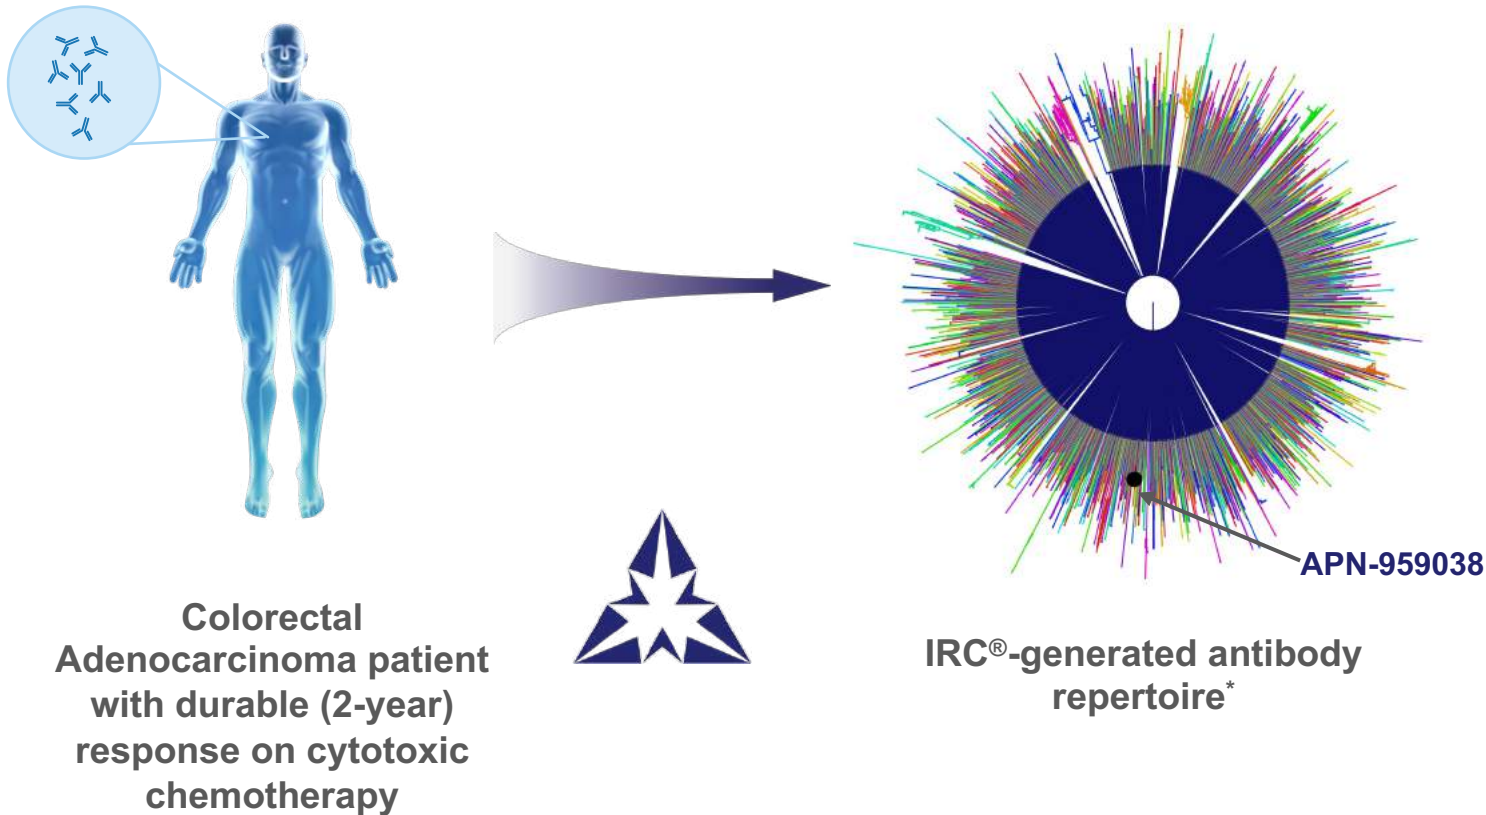 Colorectal
Adenocarcinoma patient
with durable (2-year)
response on cytotoxic
chemotherapy
APN-959038
IRC®-generated antibody
repertoire*